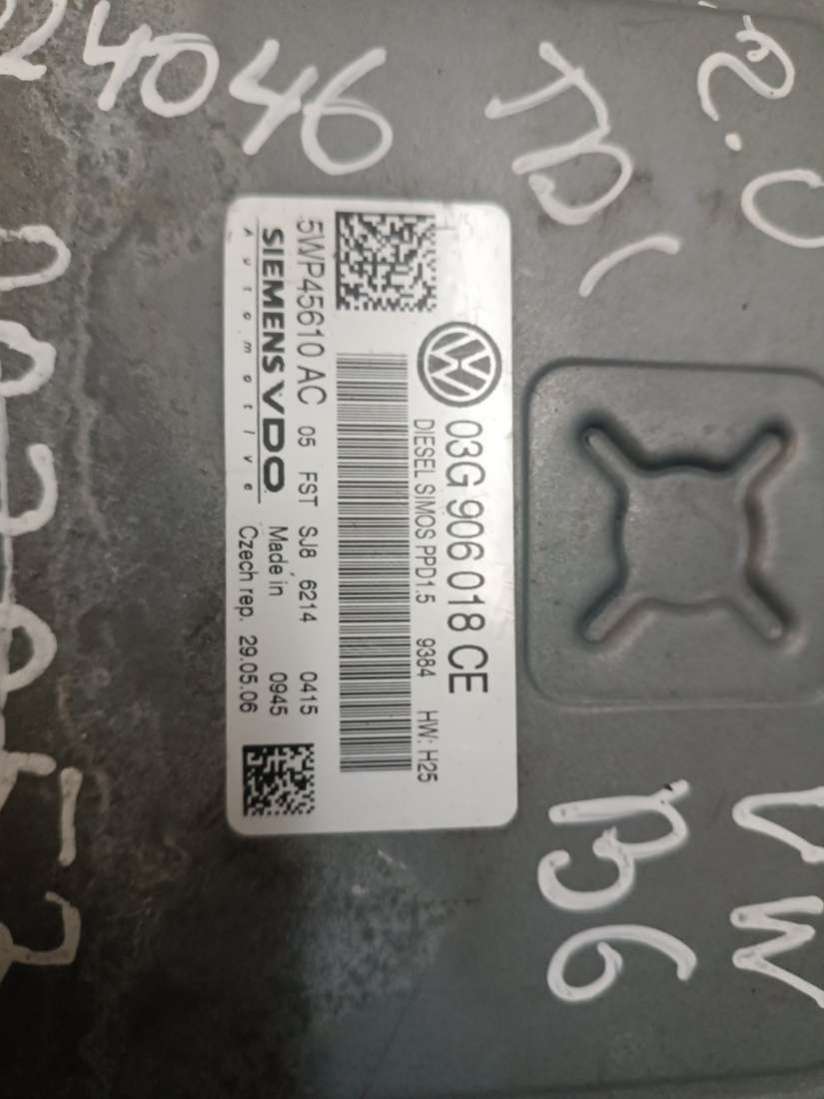 24046
TDI
2.0
VW
B6
03G 906 018 CE
DIESEL SIMOS PPD1.5 9384 HW: H25
5WP45610 AC 05 FST SJ8 6214 0415
SIEMENS VDO Made in 0945
Automotive Czech rep. 29.05.06